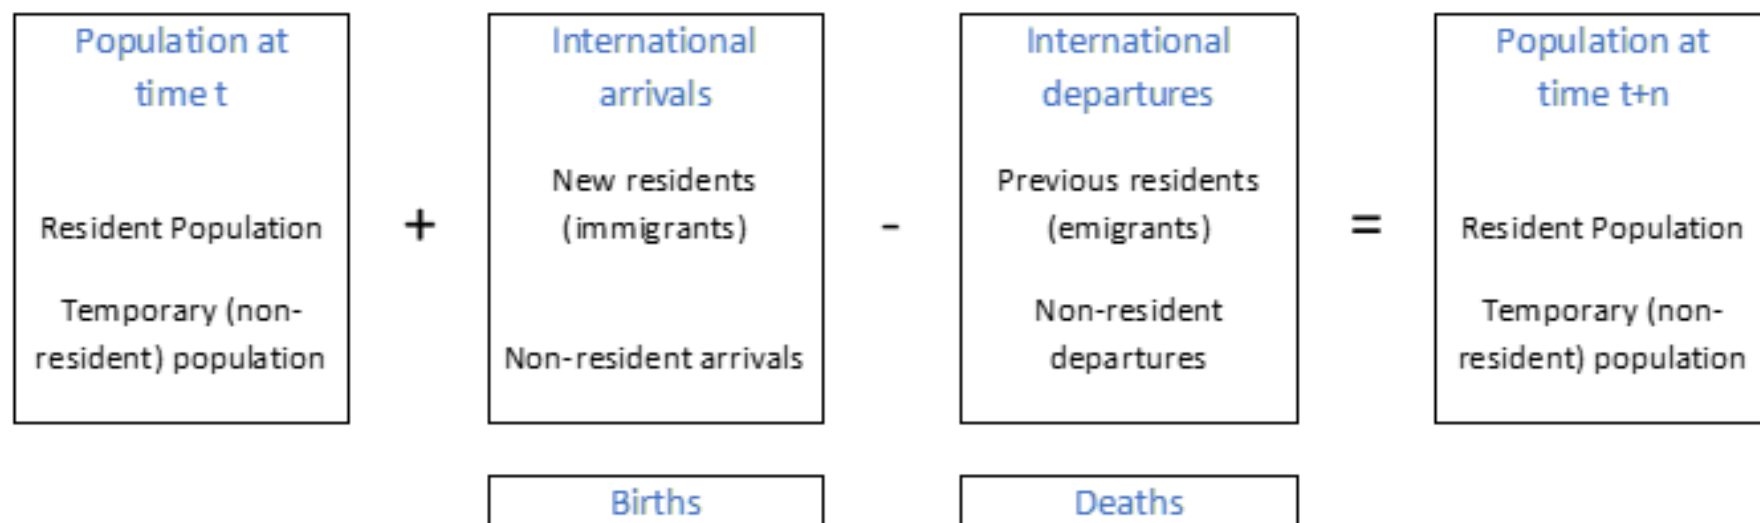 Population at
time t
Resident Population
Temporary (non-
resident) population
+
International
arrivals
New residents
(immigrants)
Non-resident arrivals
-
International
departures
Previous residents
(emigrants)
Non-resident
departures
=
Population at
time t+n
Resident Population
Temporary (non-
resident) population
Births
Deaths